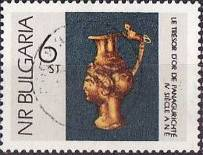 NR BULGARIA
6
ST
LE TRESOR D'OR DE PANAGURICHTÉ
IV SIÈCLE A N È